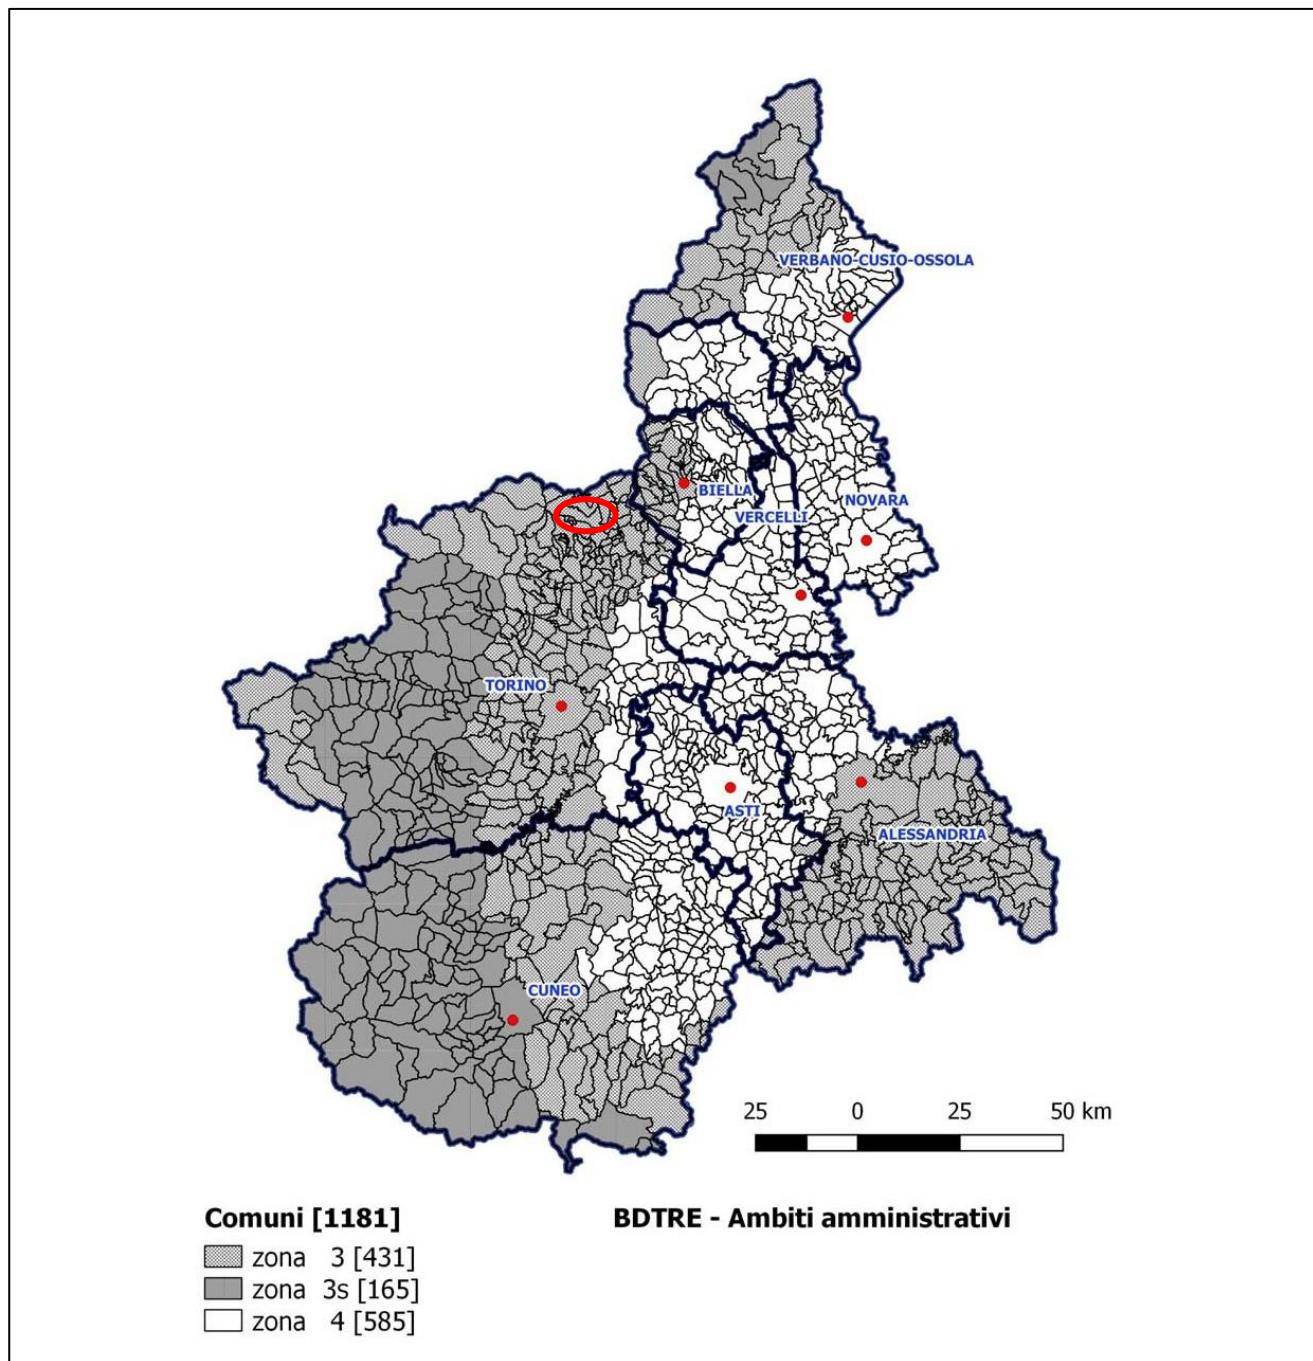 VERBANO-CUSIO-OSSOLA
BIELLA
NOVARA
VERCELLI
TORINO
ASTI
ALESSANDRIA
CUNEO
25 0 25 50 km
Comuni [1181]
BDTRE - Ambiti amministrativi
zona 3 [431]
zona 3s [165]
zona 4 [585]